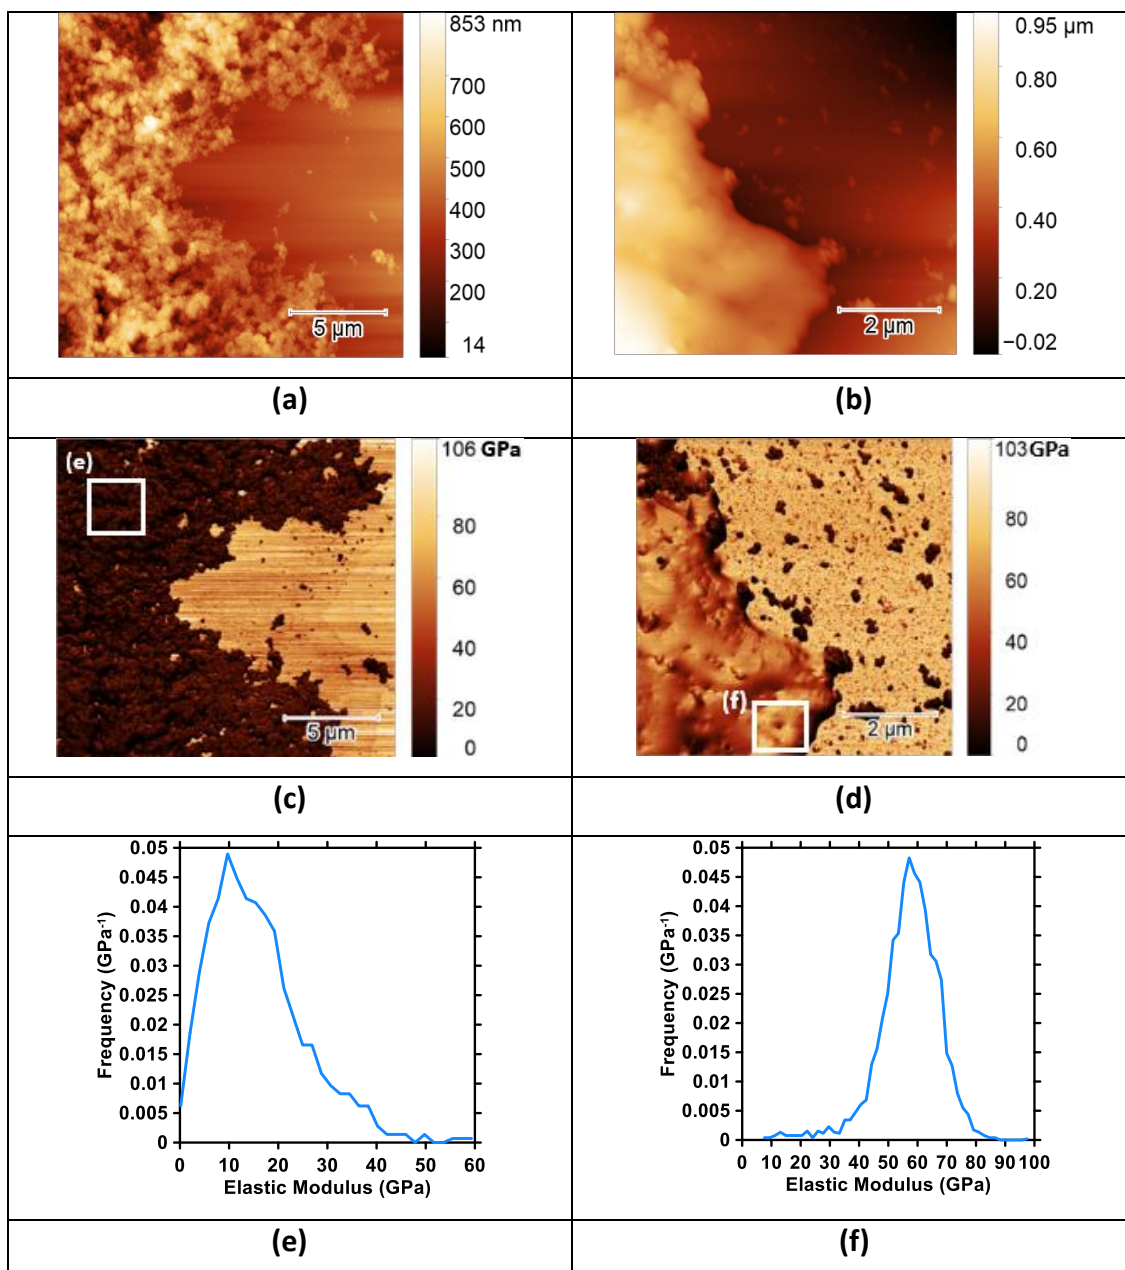 853 nm
700
600
500
400
300
200
14
5 µm
0.95 µm
0.80
0.60
0.40
0.20
−0.02
2 µm
(a)
(b)
(e)
106 GPa
80
60
40
20
0
5 µm
103 GPa
80
60
40
20
0
(f)
2 µm
(c)
(d)
0.05
0.045
0.04
0.035
0.03
0.025
0.02
0.015
0.01
0.005
0
Frequency (GPa⁻¹)
0 10 20 30 40 50 60
Elastic Modulus (GPa)
0.05
0.045
0.04
0.035
0.03
0.025
0.02
0.015
0.01
0.005
0
Frequency (GPa⁻¹)
0 10 20 30 40 50 60 70 80 90 100
Elastic Modulus (GPa)
(e)
(f)